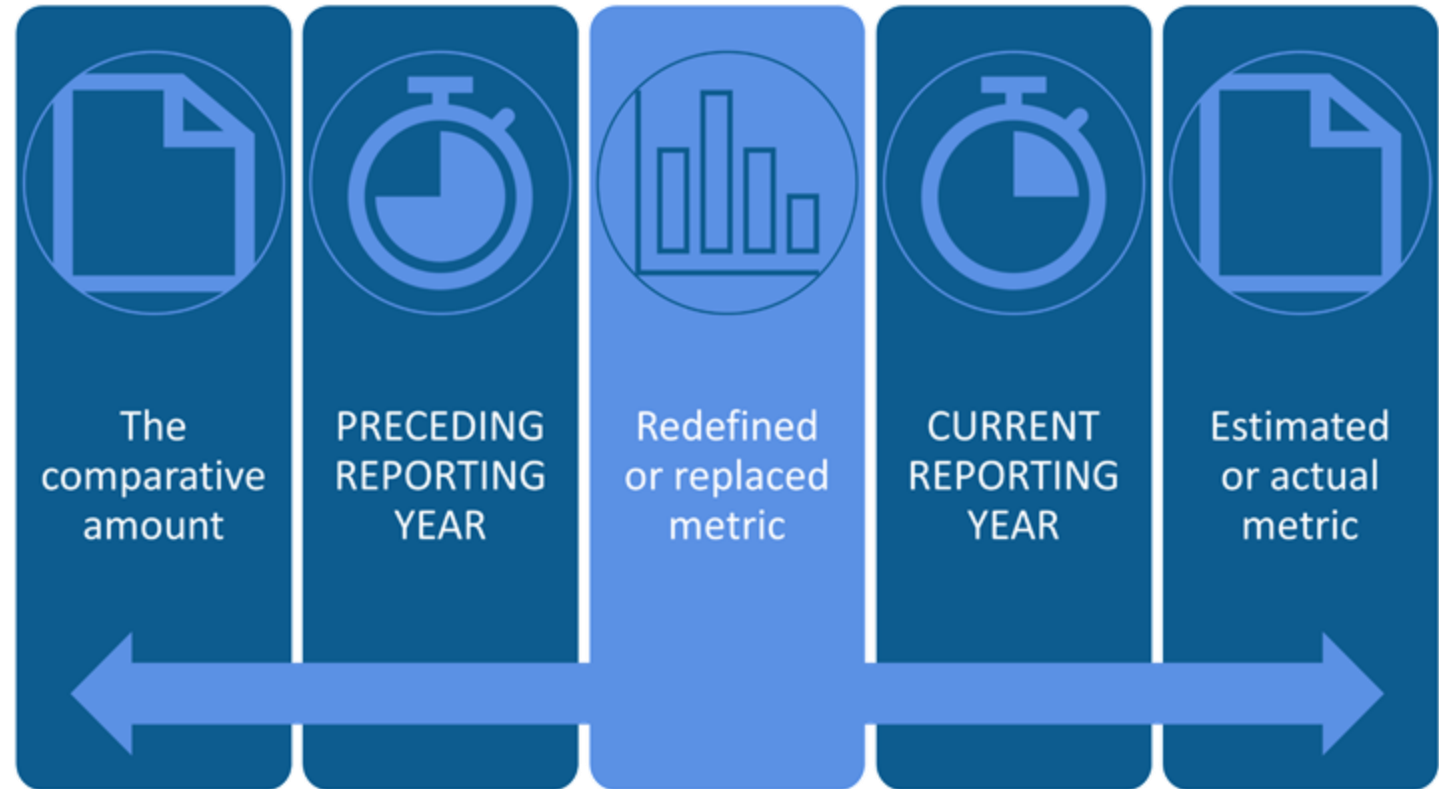 The
comparative
amount
PRECEDING
REPORTING
YEAR
Redefined
or replaced
metric
CURRENT
REPORTING
YEAR
Estimated
or actual
metric